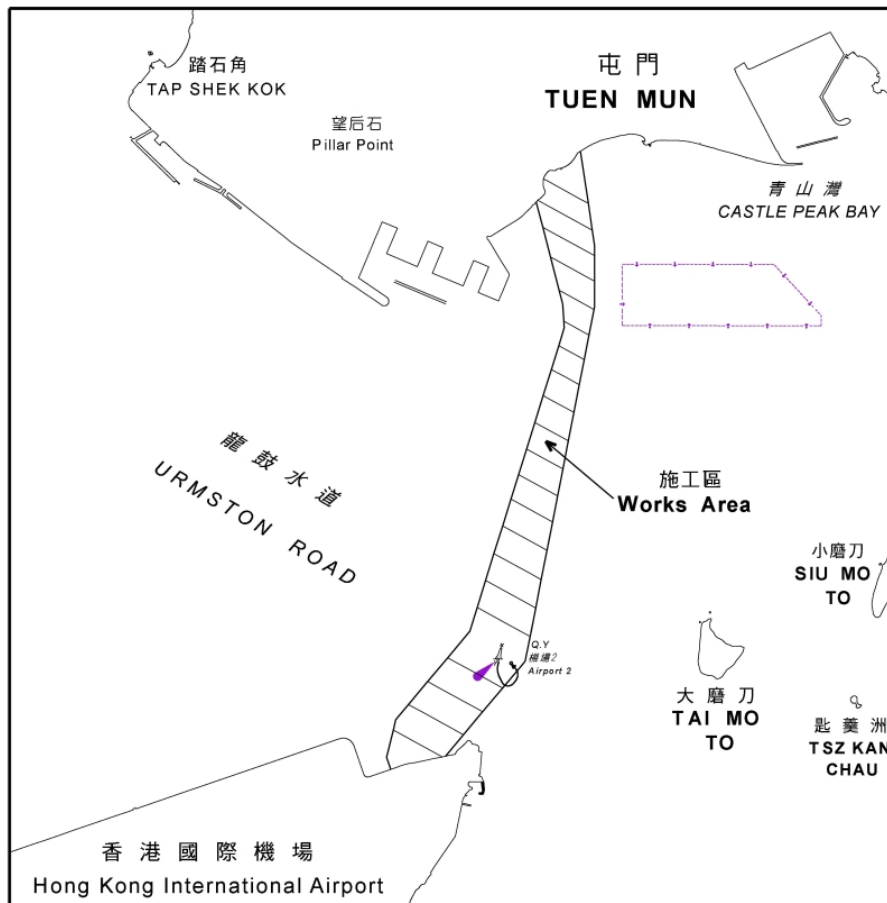 踏石角
TAP SHEK KOK
屯門
TUEN MUN
望后石
Pillar Point
青山灣
CASTLE PEAK BAY
龍鼓水道
URMSTON ROAD
施工區
Works Area
小磨刀
SIU MO
TO
Q.Y
機場2
Airport 2
大磨刀
TAI MO
TO
匙羹洲
TSZ KAN
CHAU
香港國際機場
Hong Kong International Airport